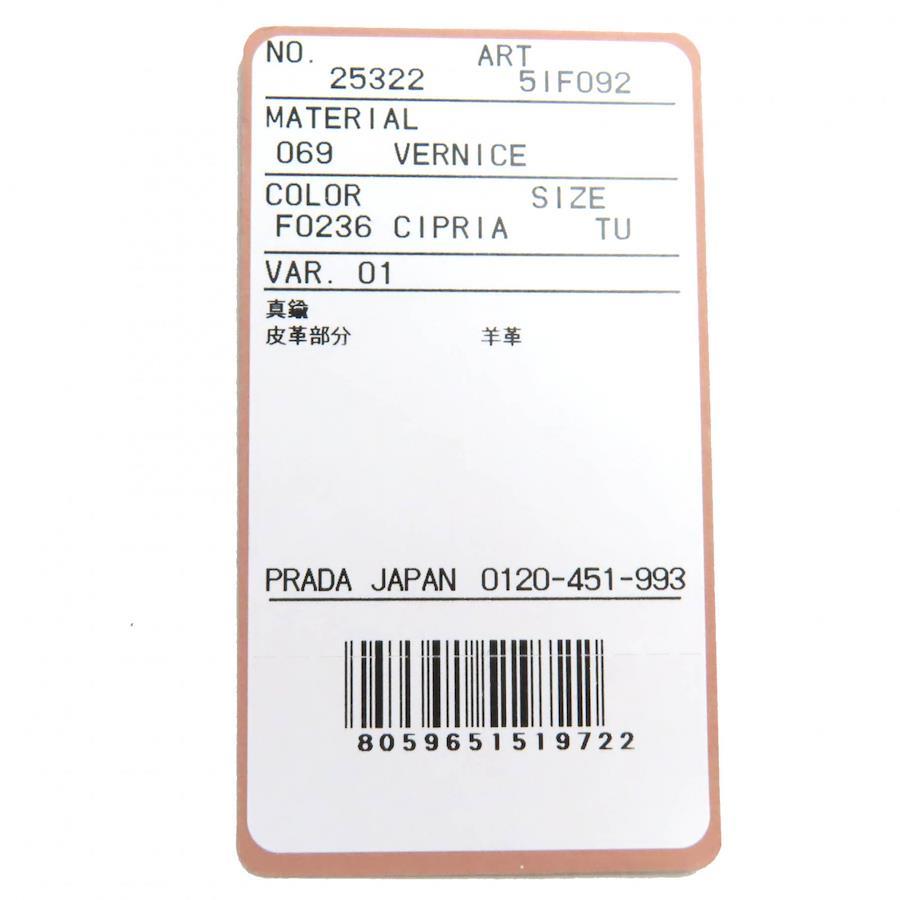 NO. ART
25322 5IF092
MATERIAL
069 VERNICE
COLOR SIZE
F0236 CIPRIA TU
VAR. 01
真鍮
皮革部分 羊革
PRADA JAPAN 0120-451-993
8059651519722